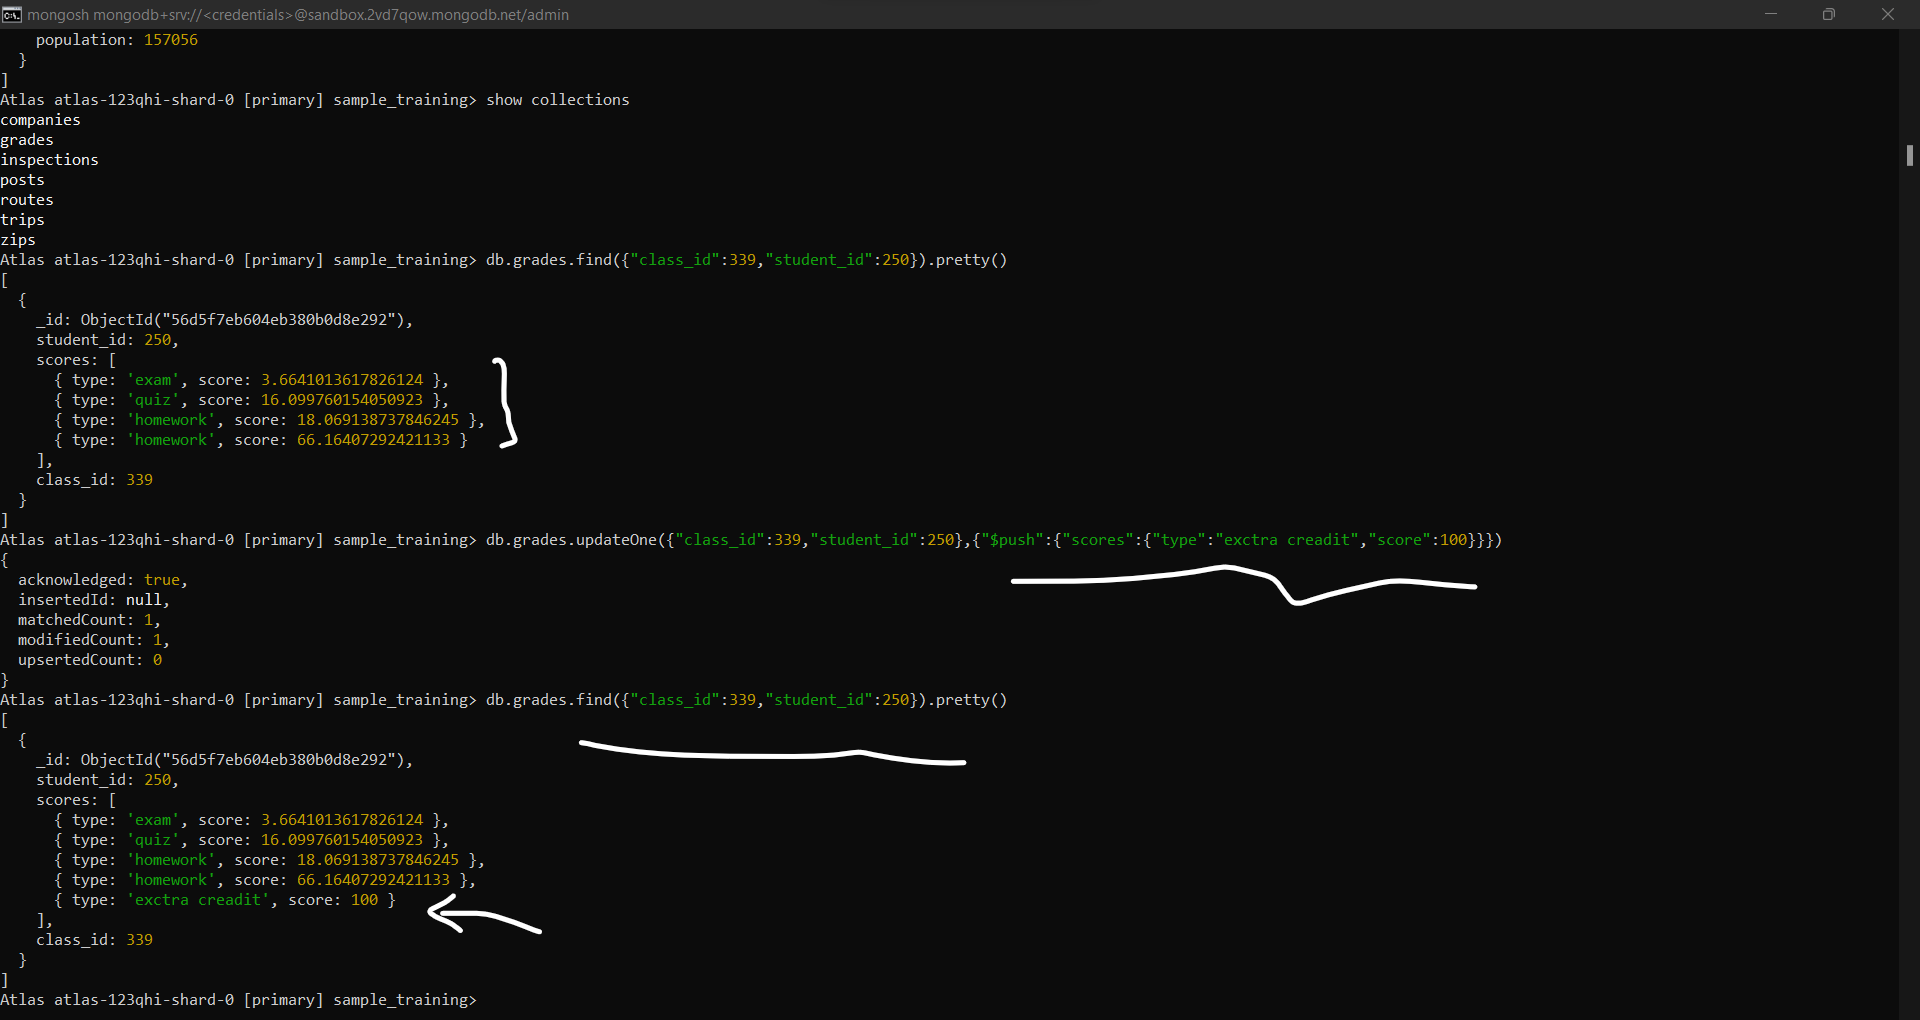 mongosh mongodb+srv://<credentials>@sandbox.2vd7qow.mongodb.net/admin
    population: 157056
  }
]
Atlas atlas-123qhi-shard-0 [primary] sample_training> show collections
companies
grades
inspections
posts
routes
trips
zips
Atlas atlas-123qhi-shard-0 [primary] sample_training> db.grades.find({"class_id":339,"student_id":250}).pretty()
[
  {
    _id: ObjectId("56d5f7eb604eb380b0d8e292"),
    student_id: 250,
    scores: [
      { type: 'exam', score: 3.6641013617826124 },
      { type: 'quiz', score: 16.099760154050923 },
      { type: 'homework', score: 18.069138737846245 },
      { type: 'homework', score: 66.16407292421133 }
    ],
    class_id: 339
  }
]
Atlas atlas-123qhi-shard-0 [primary] sample_training> db.grades.updateOne({"class_id":339,"student_id":250},{"$push":{"scores":{"type":"exctra creadit","score":100}}})
{
  acknowledged: true,
  insertedId: null,
  matchedCount: 1,
  modifiedCount: 1,
  upsertedCount: 0
}
Atlas atlas-123qhi-shard-0 [primary] sample_training> db.grades.find({"class_id":339,"student_id":250}).pretty()
[
  {
    _id: ObjectId("56d5f7eb604eb380b0d8e292"),
    student_id: 250,
    scores: [
      { type: 'exam', score: 3.6641013617826124 },
      { type: 'quiz', score: 16.099760154050923 },
      { type: 'homework', score: 18.069138737846245 },
      { type: 'homework', score: 66.16407292421133 },
      { type: 'exctra creadit', score: 100 }
    ],
    class_id: 339
  }
]
Atlas atlas-123qhi-shard-0 [primary] sample_training>